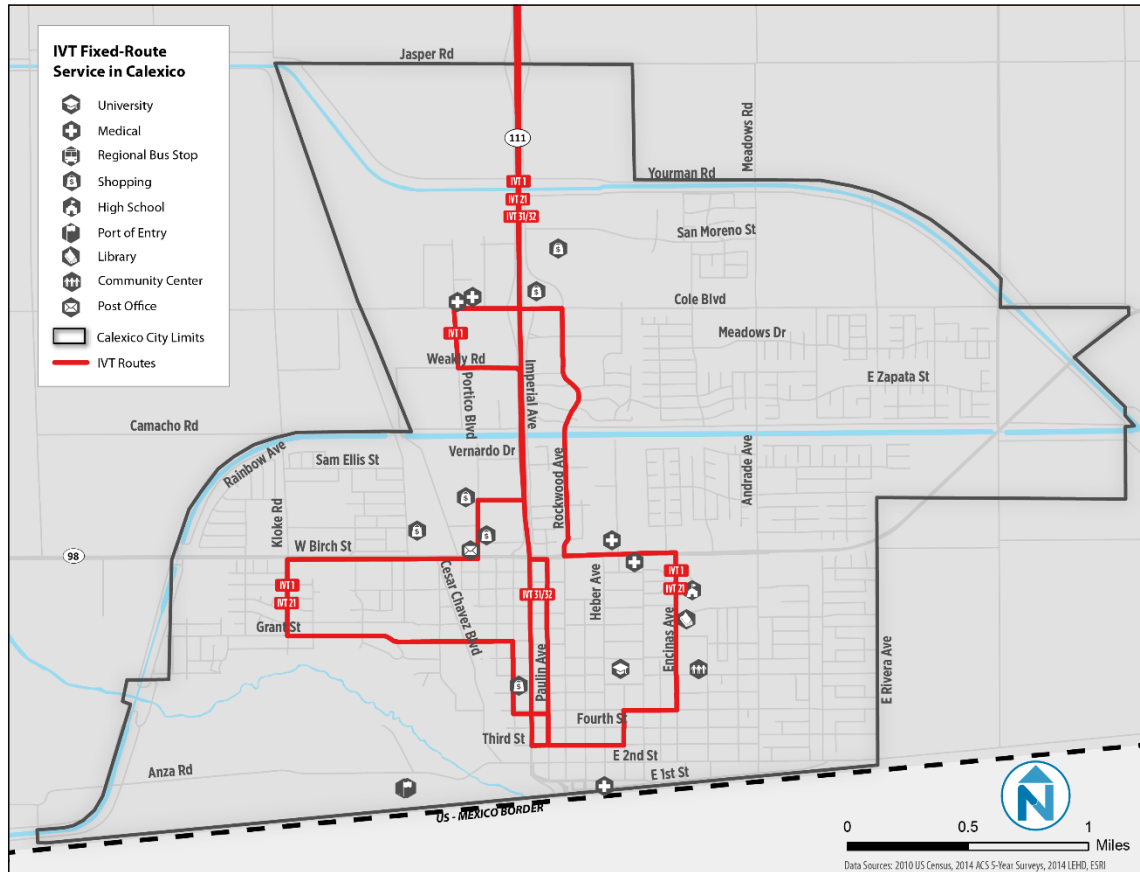 IVT Fixed-Route
Service in Calexico
University
Medical
Regional Bus Stop
Shopping
High School
Port of Entry
Library
Community Center
Post Office
Calexico City Limits
IVT Routes
Jasper Rd
111
Meadows Rd
Yourman Rd
IVT 1
IVT 21
IVT 31/32
San Moreno St
Cole Blvd
IVT 1
Meadows Dr
Weakly Rd
Imperial Ave
E Zapata St
Portico Blvd
Camacho Rd
Vernardo Dr
Rainbow Ave
Sam Ellis St
Rockwood Ave
Andrade Ave
Kloke Rd
98
W Birch St
Cesar Chavez Blvd
IVT 1
IVT 21
IVT 31/32
Heber Ave
IVT 1
IVT 21
Grant St
Paulin Ave
Encinas Ave
E Rivera Ave
Fourth St
Third St
E 2nd St
Anza Rd
E 1st St
US - MEXICO BORDER
N
0 0.5 1
Miles
Data Sources: 2010 US Census, 2014 ACS 5-Year Surveys, 2014 LEHD, ESRI